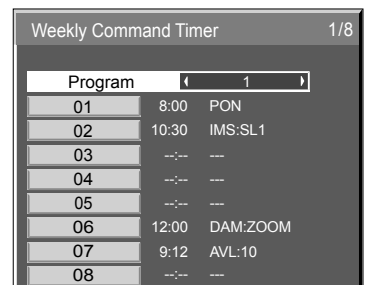 Weekly Command Timer 1/8
Program 1
01 8:00 PON
02 10:30 IMS:SL1
03 --:-- ---
04 --:-- ---
05 --:-- ---
06 12:00 DAM:ZOOM
07 9:12 AVL:10
08 --:-- ---